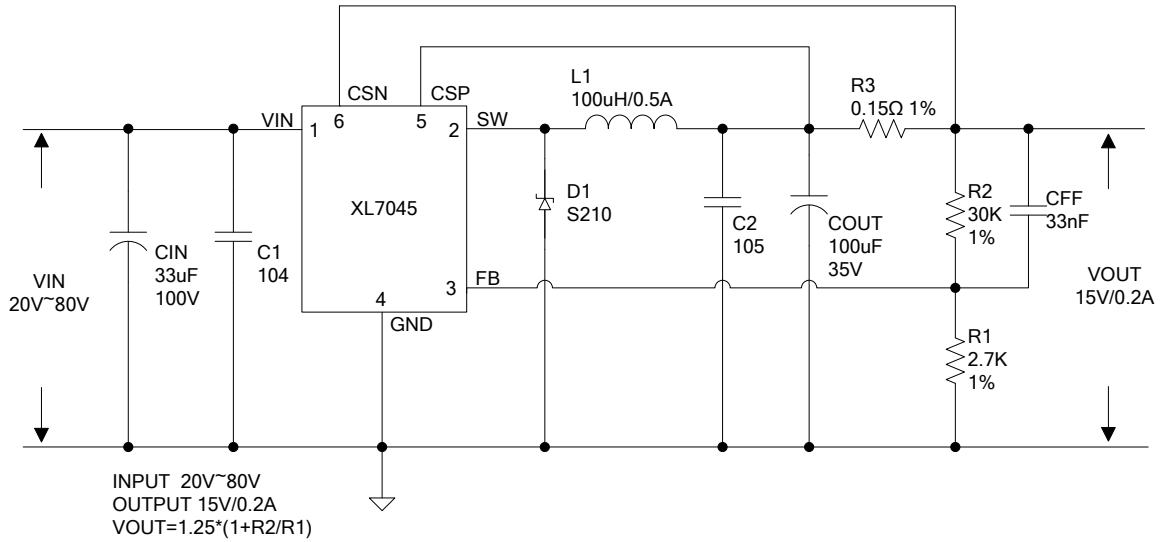 CSN
CSP
6
5
VIN
1
2
SW
XL7045
FB
3
4
GND
VIN
20V~80V
CIN
33uF
100V
C1
104
D1
S210
L1
100uH/0.5A
C2
105
COUT
100uF
35V
R3
0.15Ω 1%
R2
30K
1%
CFF
33nF
R1
2.7K
1%
VOUT
15V/0.2A
INPUT 20V~80V
OUTPUT 15V/0.2A
VOUT=1.25*(1+R2/R1)